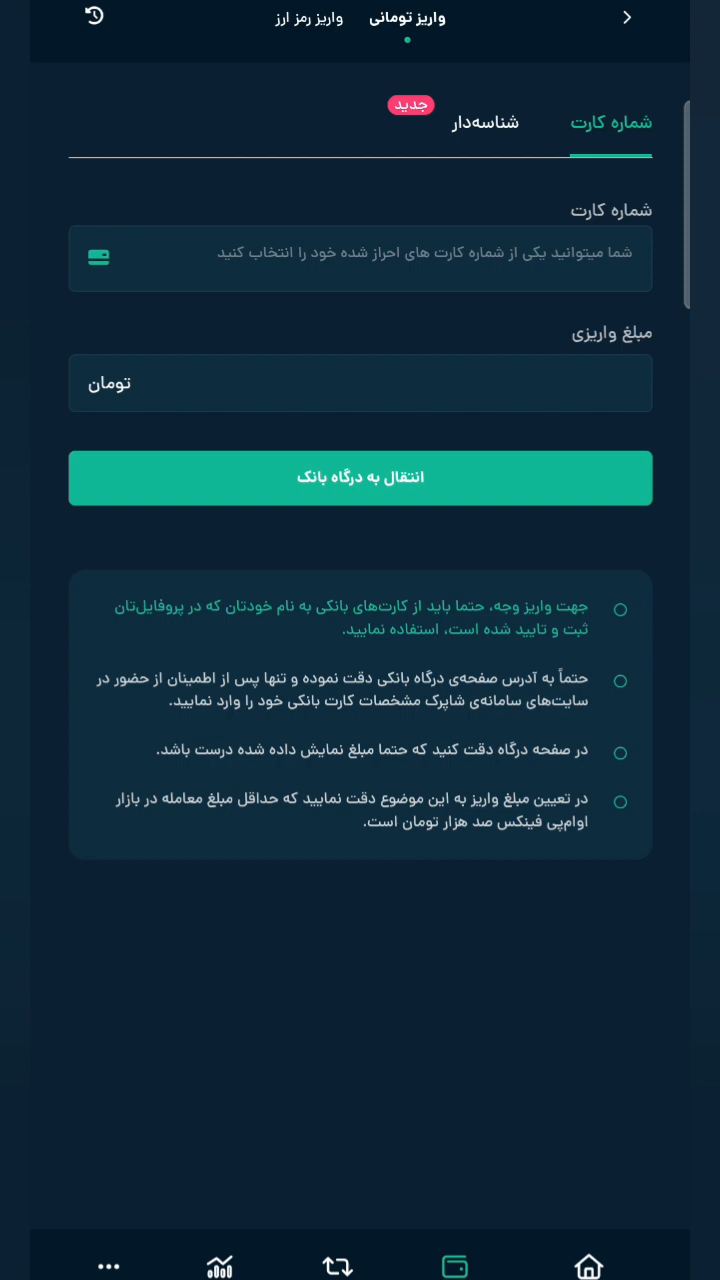 واریز تومانی
واریز رمز ارز
جدید
شماره کارت
شناسه‌دار
شماره کارت
شما میتوانید یکی از شماره کارت های احراز شده خود را انتخاب کنید
مبلغ واریزی
تومان
انتقال به درگاه بانک
جهت واریز وجه، حتما باید از کارت‌های بانکی به نام خودتان که در پروفایل‌تان
ثبت و تایید شده است، استفاده نمایید.
حتماً به آدرس صفحه‌ی درگاه بانکی دقت نموده و تنها پس از اطمینان از حضور در
سایت‌های سامانه‌ی شاپرک مشخصات کارت بانکی خود را وارد نمایید.
در صفحه درگاه دقت کنید که حتما مبلغ نمایش داده شده درست باشد.
در تعیین مبلغ واریز به این موضوع دقت نمایید که حداقل مبلغ معامله در بازار
او‌ام‌پی فینکس صد هزار تومان است.